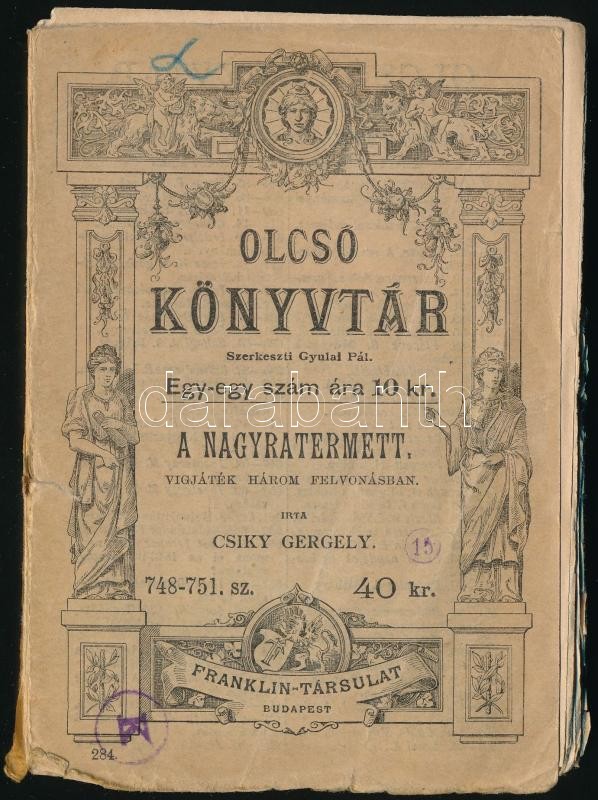 OLCSÓ
KÖNYVTÁR
Szerkeszti Gyulai Pál.
Egy-egy szám ára 10 kr.
darabanth
A NAGYRATERMETT,
VIGJÁTÉK HÁROM FELVONÁSBAN.
IRTA
CSIKY GERGELY.
15
748-751. sz. 40 kr.
FRANKLIN-TÁRSULAT
BUDAPEST
284.